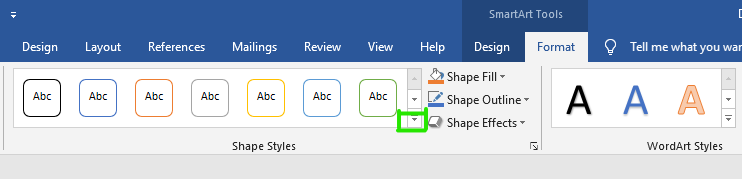 SmartArt Tools
Design Layout References Mailings Review View Help Design Format Tell me what you wan
Abc Abc Abc Abc Abc Abc Abc
Shape Fill
Shape Outline
Shape Effects
A A A
Shape Styles WordArt Styles